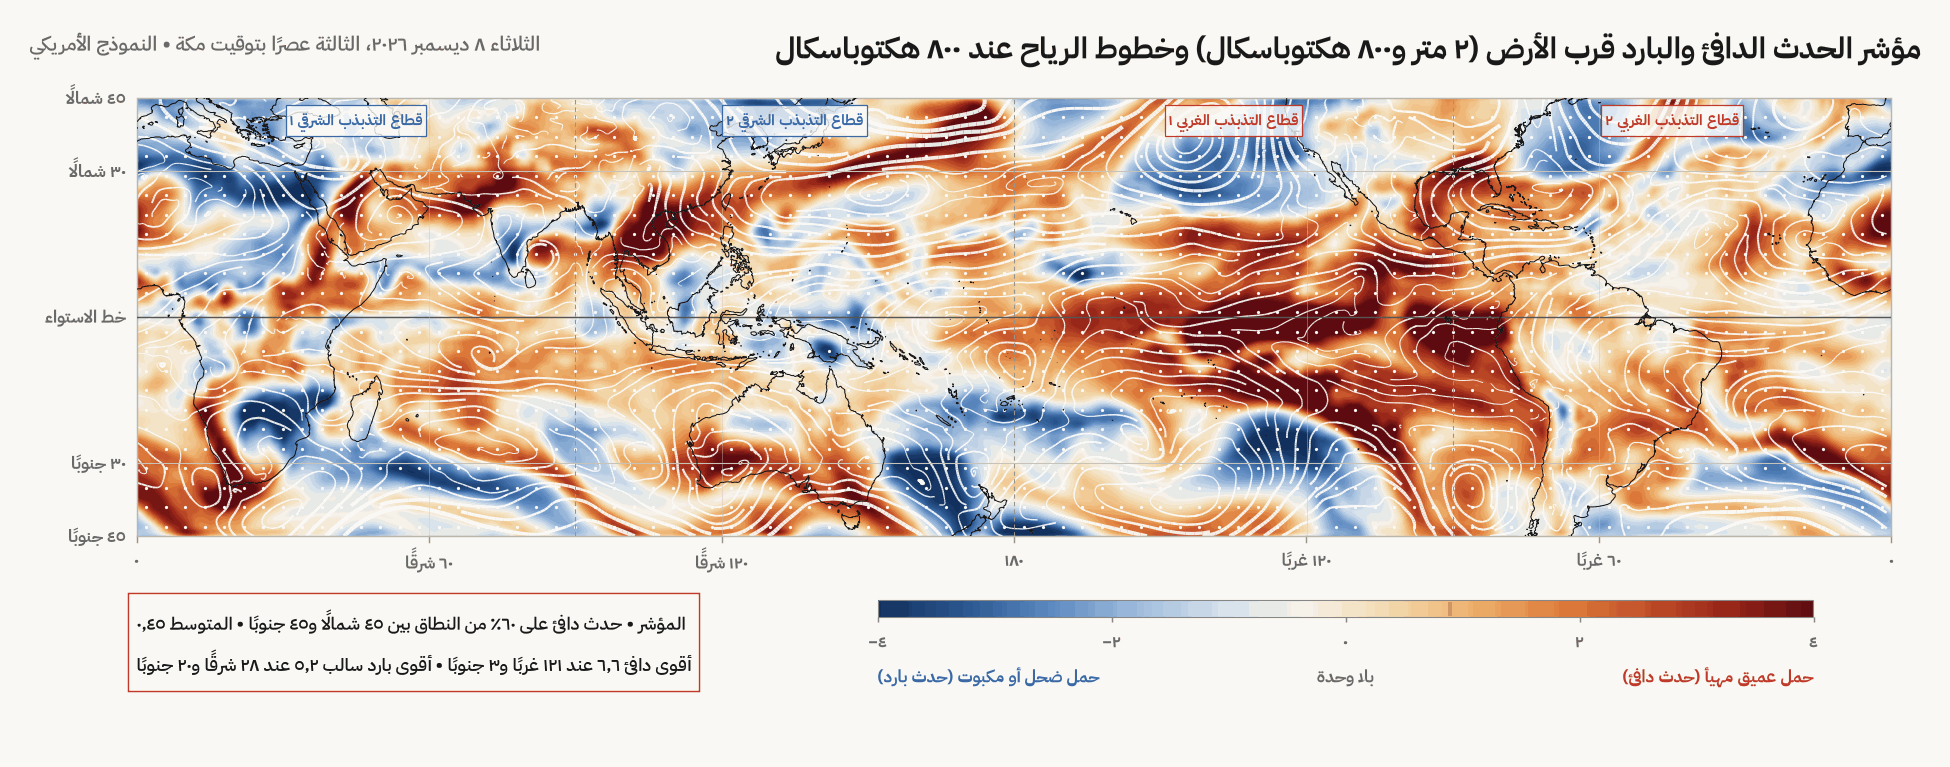 مؤشر الحدث الدافئ والبارد قرب الأرض (٢ متر و٨٠٠ هكتوباسكال) وخطوط الرياح عند ٨٠٠ هكتوباسكال
الثلاثاء ٨ ديسمبر ٢٠٢٦، الثالثة عصرًا بتوقيت مكة • النموذج الأمريكي
٤٥ شمالًا
٣٠ شمالًا
خط الاستواء
٣٠ جنوبًا
٤٥ جنوبًا
قطاع التذبذب الشرقي ١
قطاع التذبذب الشرقي ٢
قطاع التذبذب الغربي ١
قطاع التذبذب الغربي ٢
٠
٦٠ شرقًا
١٢٠ شرقًا
١٨٠
١٢٠ غربًا
٦٠ غربًا
٠
المؤشر • حدث دافئ على ٦٠٪ من النطاق بين ٤٥ شمالًا و٤٥ جنوبًا • المتوسط ٠,٤٥
أقوى دافئ ٦,٦ عند ١٢١ غربًا و٣ جنوبًا • أقوى بارد سالب ٥,٢ عند ٢٨ شرقًا و٢٠ جنوبًا
−٤
−٢
٠
٢
٤
حمل عميق مهيأ (حدث دافئ)
بلا وحدة
حمل ضحل أو مكبوت (حدث بارد)